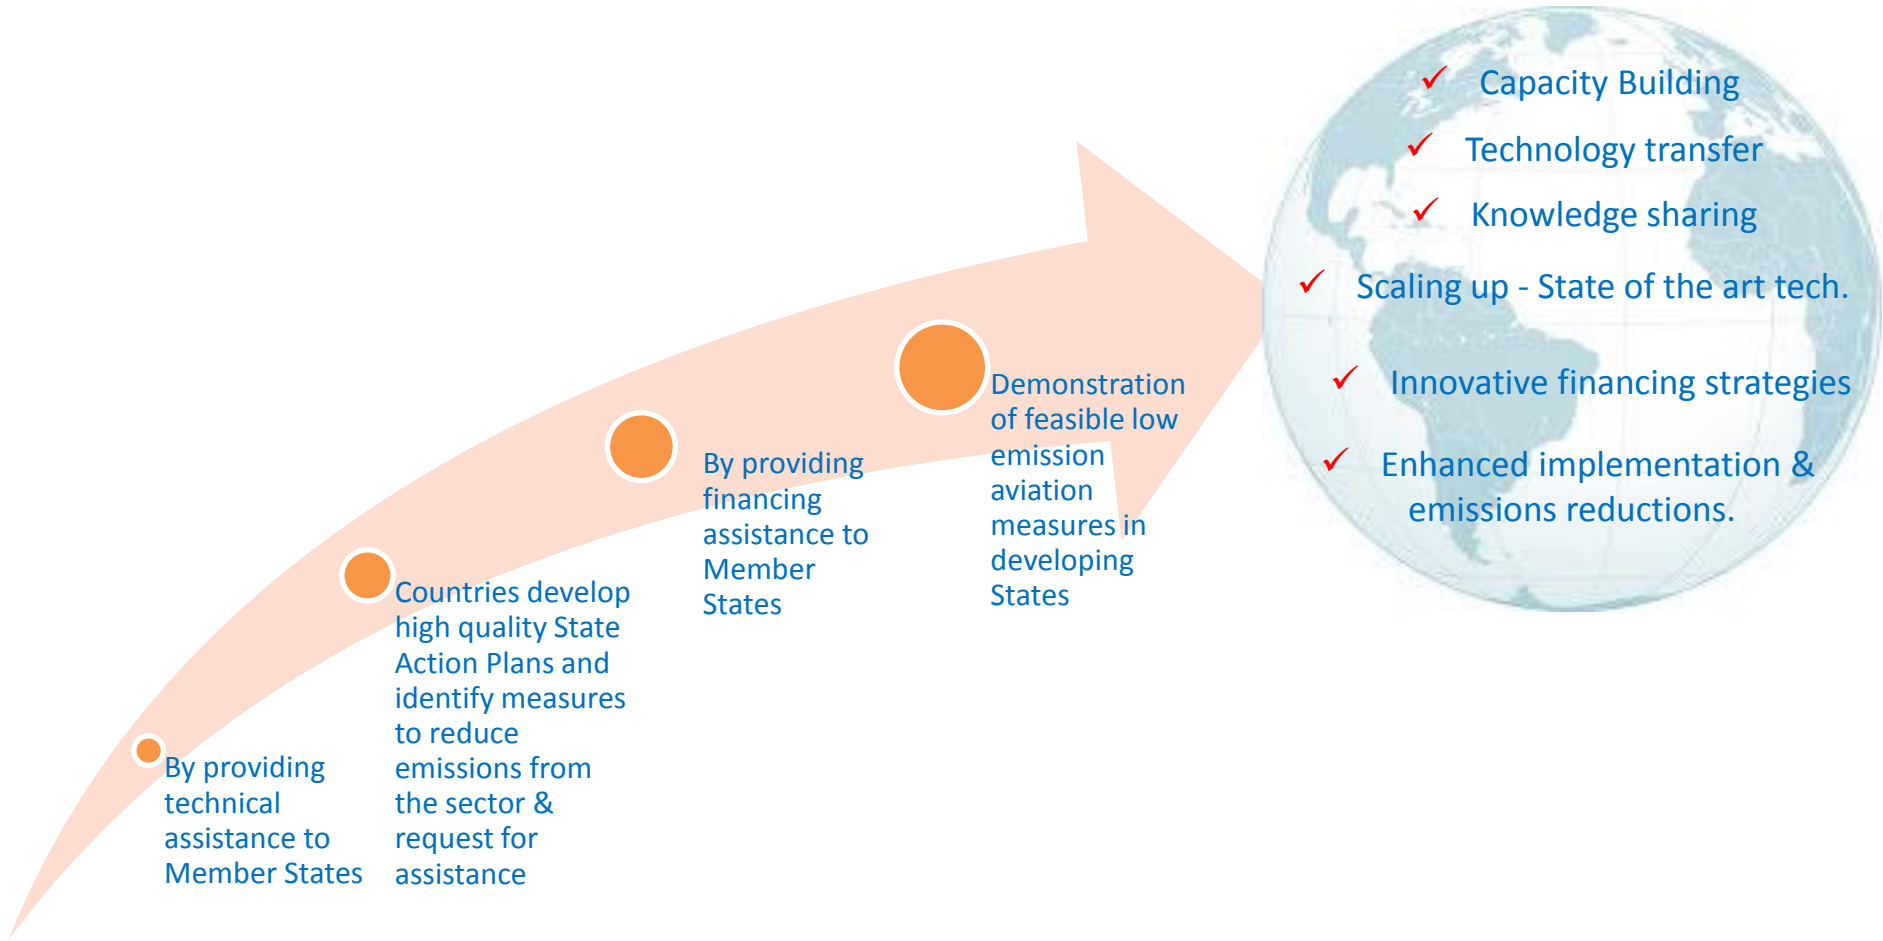 By providing
technical
assistance to
Member States
Countries develop
high quality State
Action Plans and
identify measures
to reduce
emissions from
the sector &
request for
assistance
By providing
financing
assistance to
Member
States
Demonstration
of feasible low
emission
aviation
measures in
developing
States
✓ Capacity Building
✓ Technology transfer
✓ Knowledge sharing
✓ Scaling up - State of the art tech.
✓ Innovative financing strategies
✓ Enhanced implementation &
emissions reductions.